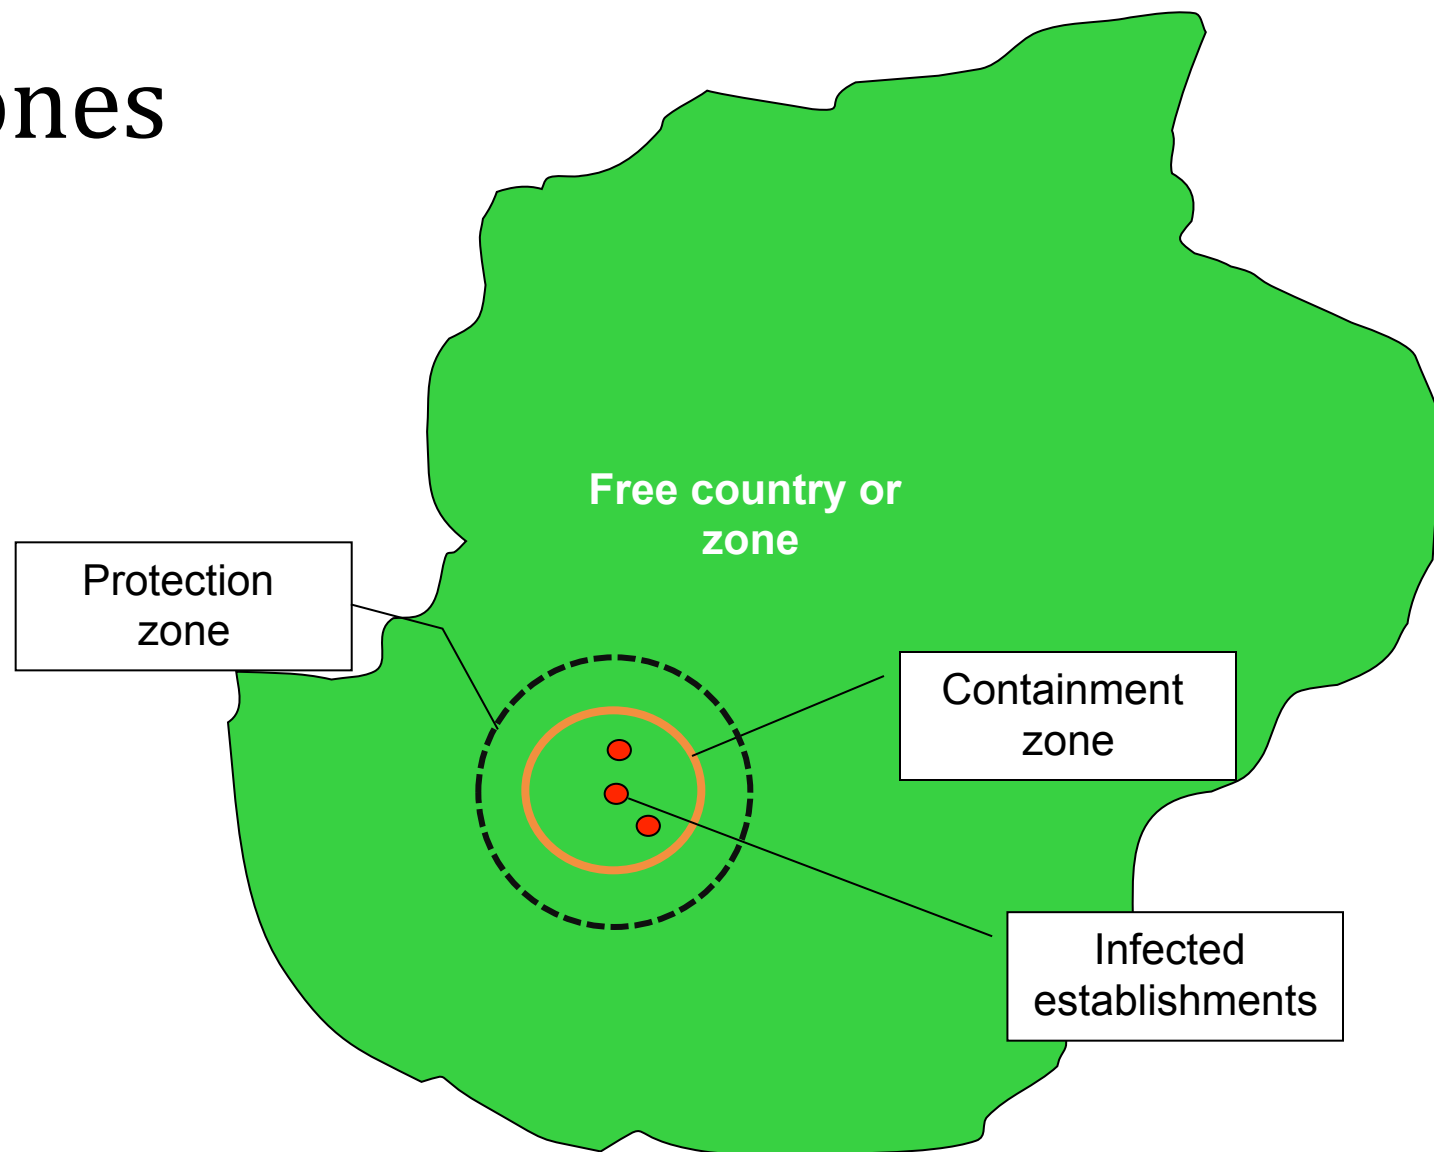 ones
Free country or
zone
Protection
zone
Containment
zone
Infected
establishments